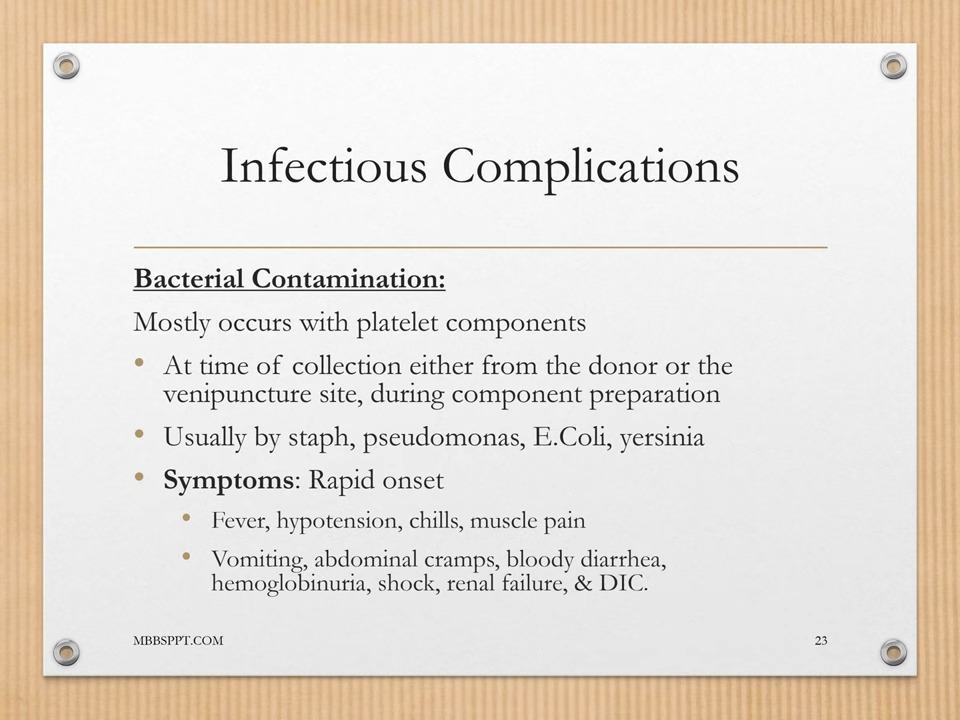 Infectious Complications
Bacterial Contamination:
Mostly occurs with platelet components
• At time of collection either from the donor or the
venipuncture site, during component preparation
• Usually by staph, pseudomonas, E.Coli, yersinia
• Symptoms: Rapid onset
• Fever, hypotension, chills, muscle pain
• Vomiting, abdominal cramps, bloody diarrhea,
hemoglobinuria, shock, renal failure, & DIC.
MBBSPPT.COM 23